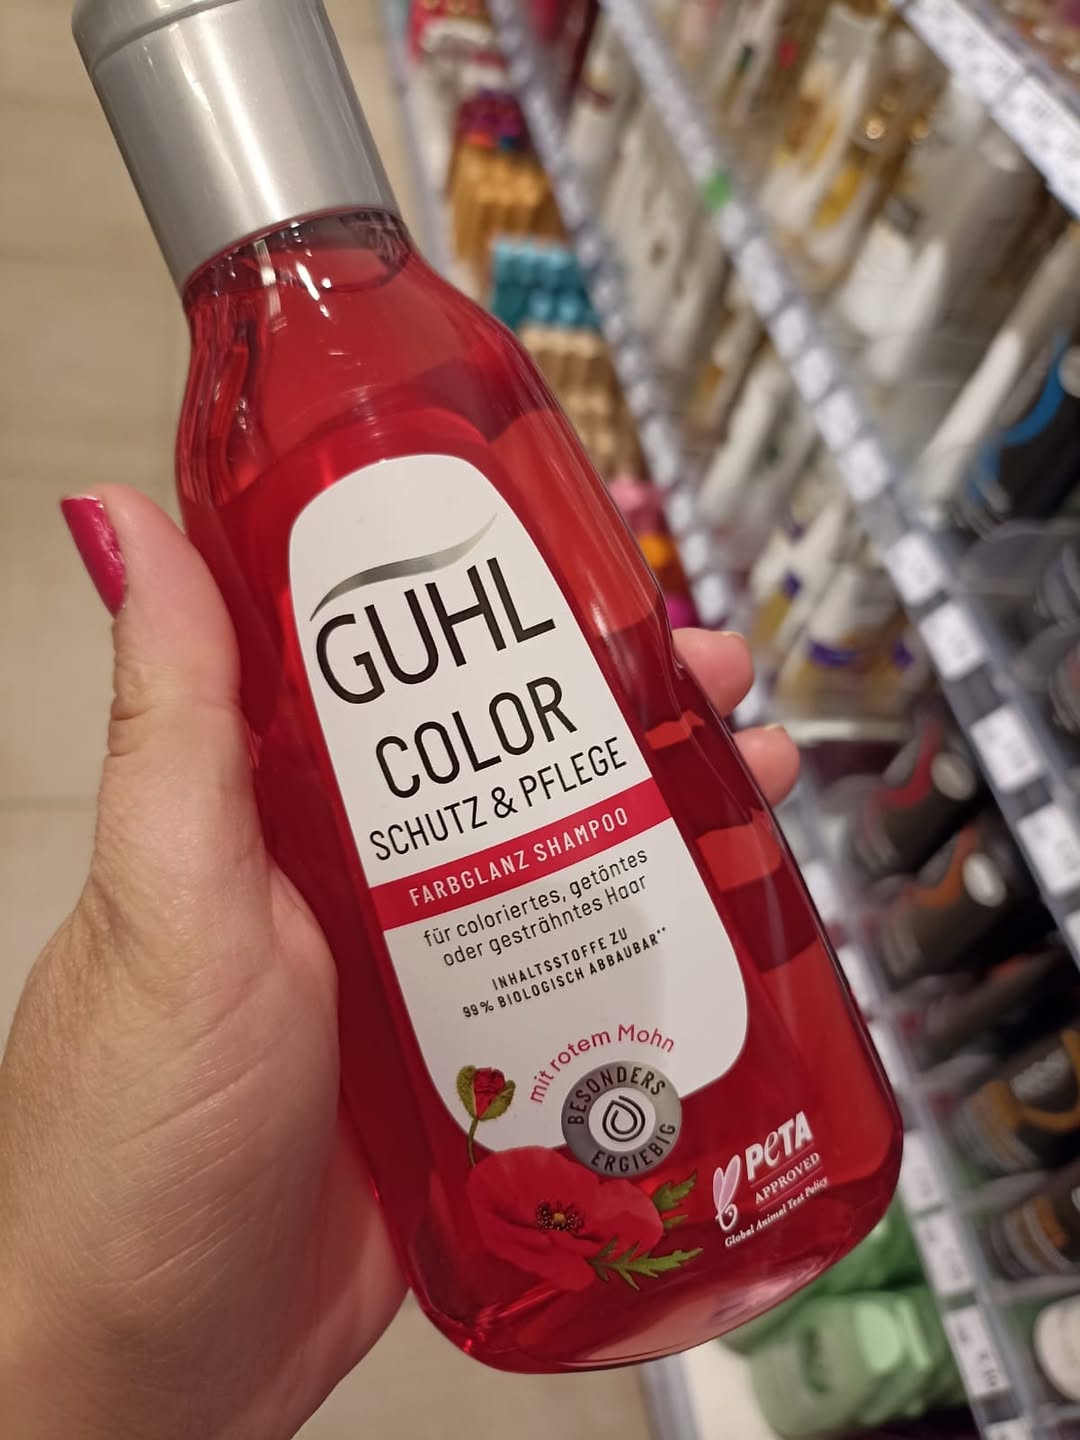 GUHL
COLOR
SCHUTZ & PFLEGE
FARBGLANZ SHAMPOO
für coloriertes, getöntes
oder gesträhntes Haar
INHALTSSTOFFE ZU
99% BIOLOGISCH ABBAUBAR**
mit rotem Mohn
BESONDERS
ERGIEBIG
PETA
APPROVED
Global Animal Test Policy